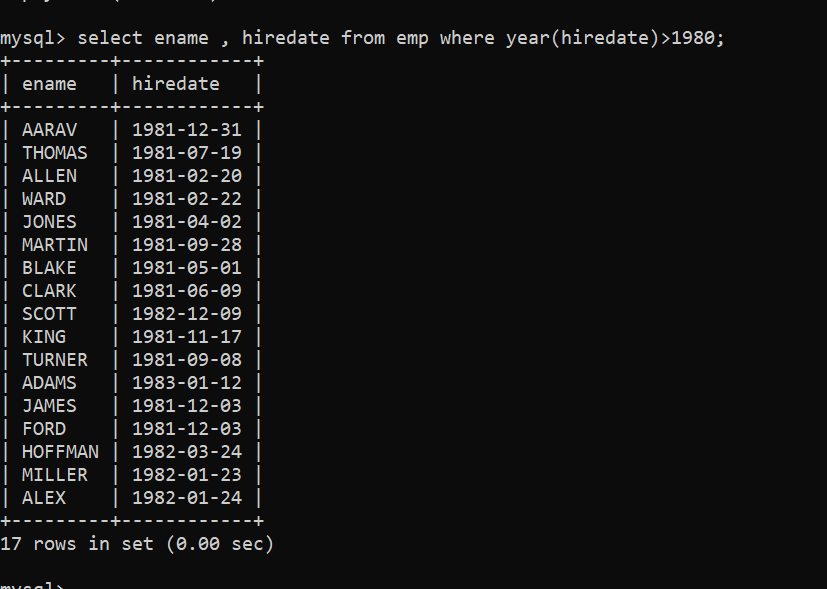 mysql> select ename , hiredate from emp where year(hiredate)>1980;
+---------+------------+
| ename   | hiredate   |
+---------+------------+
| AARAV   | 1981-12-31 |
| THOMAS  | 1981-07-19 |
| ALLEN   | 1981-02-20 |
| WARD    | 1981-02-22 |
| JONES   | 1981-04-02 |
| MARTIN  | 1981-09-28 |
| BLAKE   | 1981-05-01 |
| CLARK   | 1981-06-09 |
| SCOTT   | 1982-12-09 |
| KING    | 1981-11-17 |
| TURNER  | 1981-09-08 |
| ADAMS   | 1983-01-12 |
| JAMES   | 1981-12-03 |
| FORD    | 1981-12-03 |
| HOFFMAN | 1982-03-24 |
| MILLER  | 1982-01-23 |
| ALEX    | 1982-01-24 |
+---------+------------+
17 rows in set (0.00 sec)
mysql>